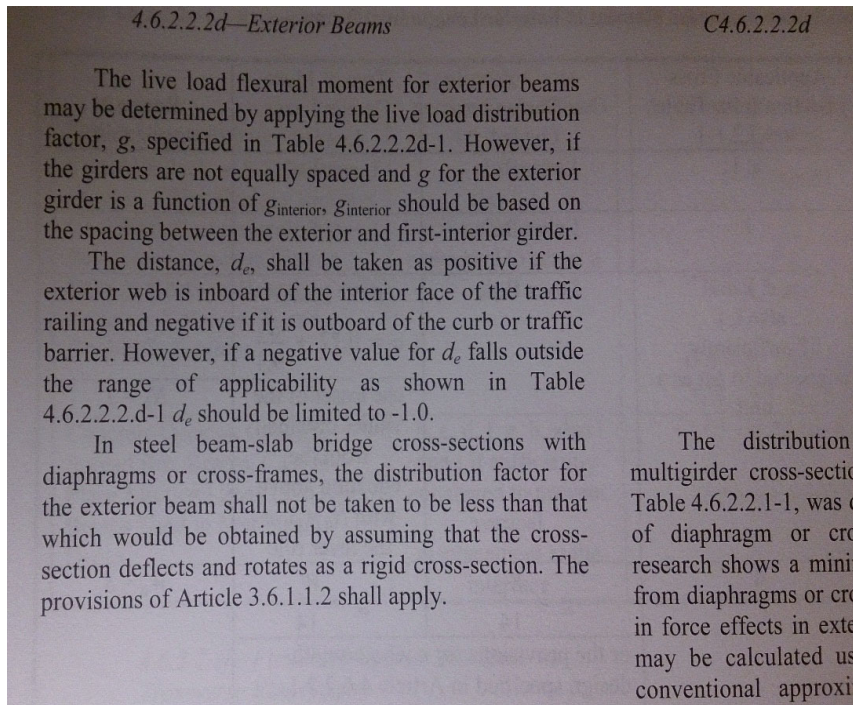 4.6.2.2.2d—Exterior Beams
The live load flexural moment for exterior beams
may be determined by applying the live load distribution
factor, g, specified in Table 4.6.2.2.2d-1. However, if
the girders are not equally spaced and g for the exterior
girder is a function of ginterior, ginterior should be based on
the spacing between the exterior and first-interior girder.
The distance, de, shall be taken as positive if the
exterior web is inboard of the interior face of the traffic
railing and negative if it is outboard of the curb or traffic
barrier. However, if a negative value for de falls outside
the range of applicability as shown in Table
4.6.2.2.2.d-1 de should be limited to -1.0.
In steel beam-slab bridge cross-sections with
diaphragms or cross-frames, the distribution factor for
the exterior beam shall not be taken to be less than that
which would be obtained by assuming that the cross-
section deflects and rotates as a rigid cross-section. The
provisions of Article 3.6.1.1.2 shall apply.
C4.6.2.2.2d
The distribution
multigirder cross-sectio
Table 4.6.2.2.1-1, was
of diaphragm or cro
research shows a mini
from diaphragms or cro
in force effects in exte
may be calculated us
conventional approxi